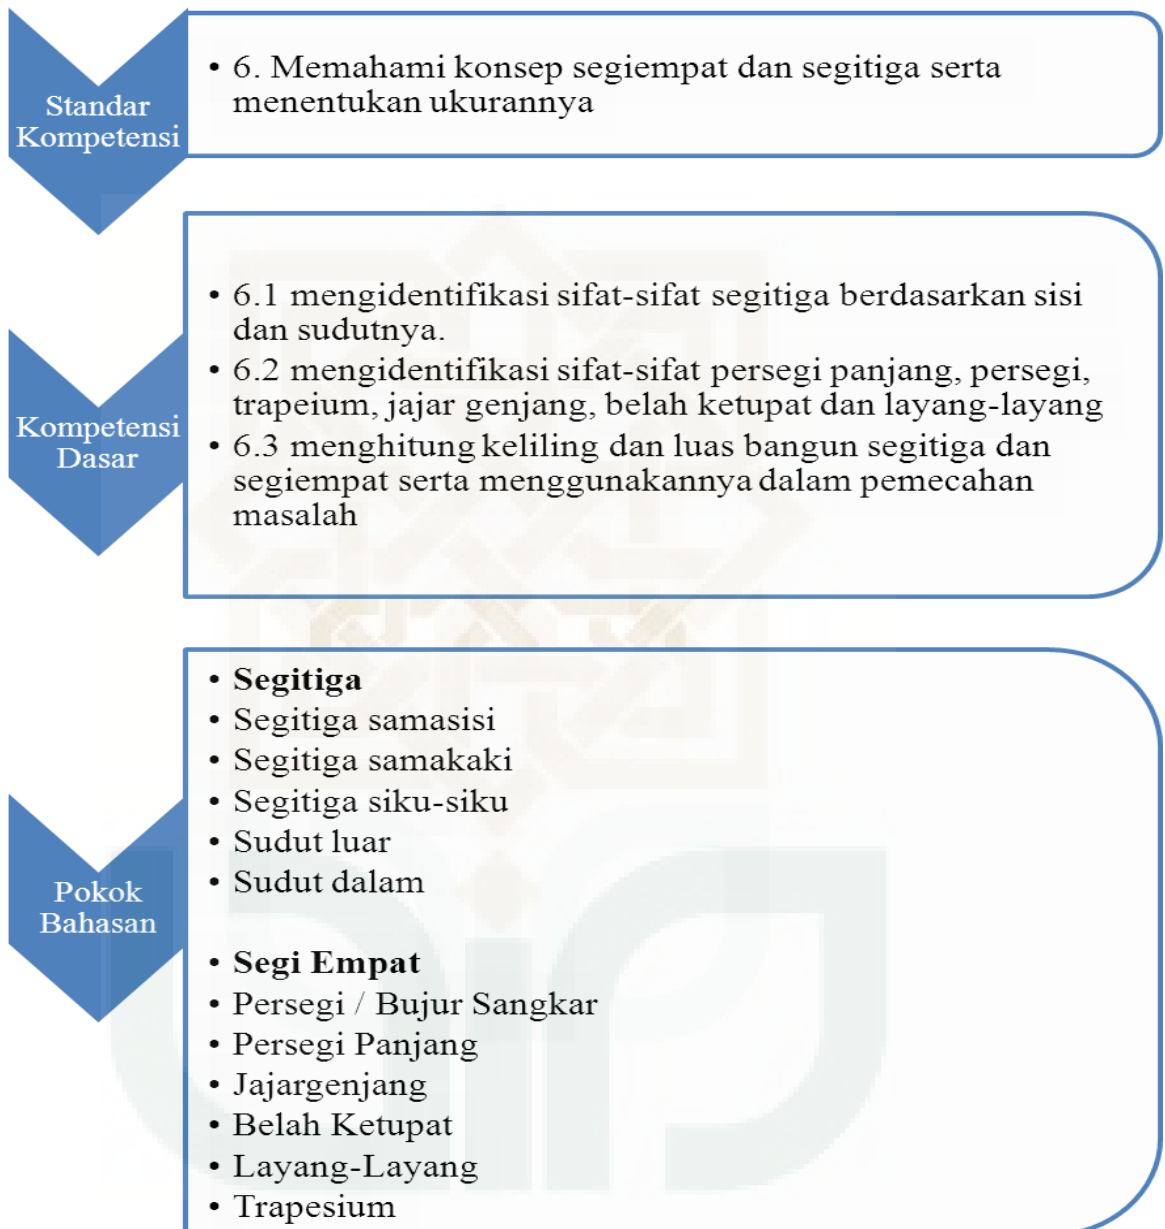 Standar
Kompetensi
• 6. Memahami konsep segiempat dan segitiga serta
menentukan ukurannya
Kompetensi
Dasar
• 6.1 mengidentifikasi sifat-sifat segitiga berdasarkan sisi
dan sudutnya.
• 6.2 mengidentifikasi sifat-sifat persegi panjang, persegi,
trapeium, jajar genjang, belah ketupat dan layang-layang
• 6.3 menghitung keliling dan luas bangun segitiga dan
segiempat serta menggunakannya dalam pemecahan
masalah
Pokok
Bahasan
• Segitiga
• Segitiga samasisi
• Segitiga samakaki
• Segitiga siku-siku
• Sudut luar
• Sudut dalam
• Segi Empat
• Persegi / Bujur Sangkar
• Persegi Panjang
• Jajargenjang
• Belah Ketupat
• Layang-Layang
• Trapesium